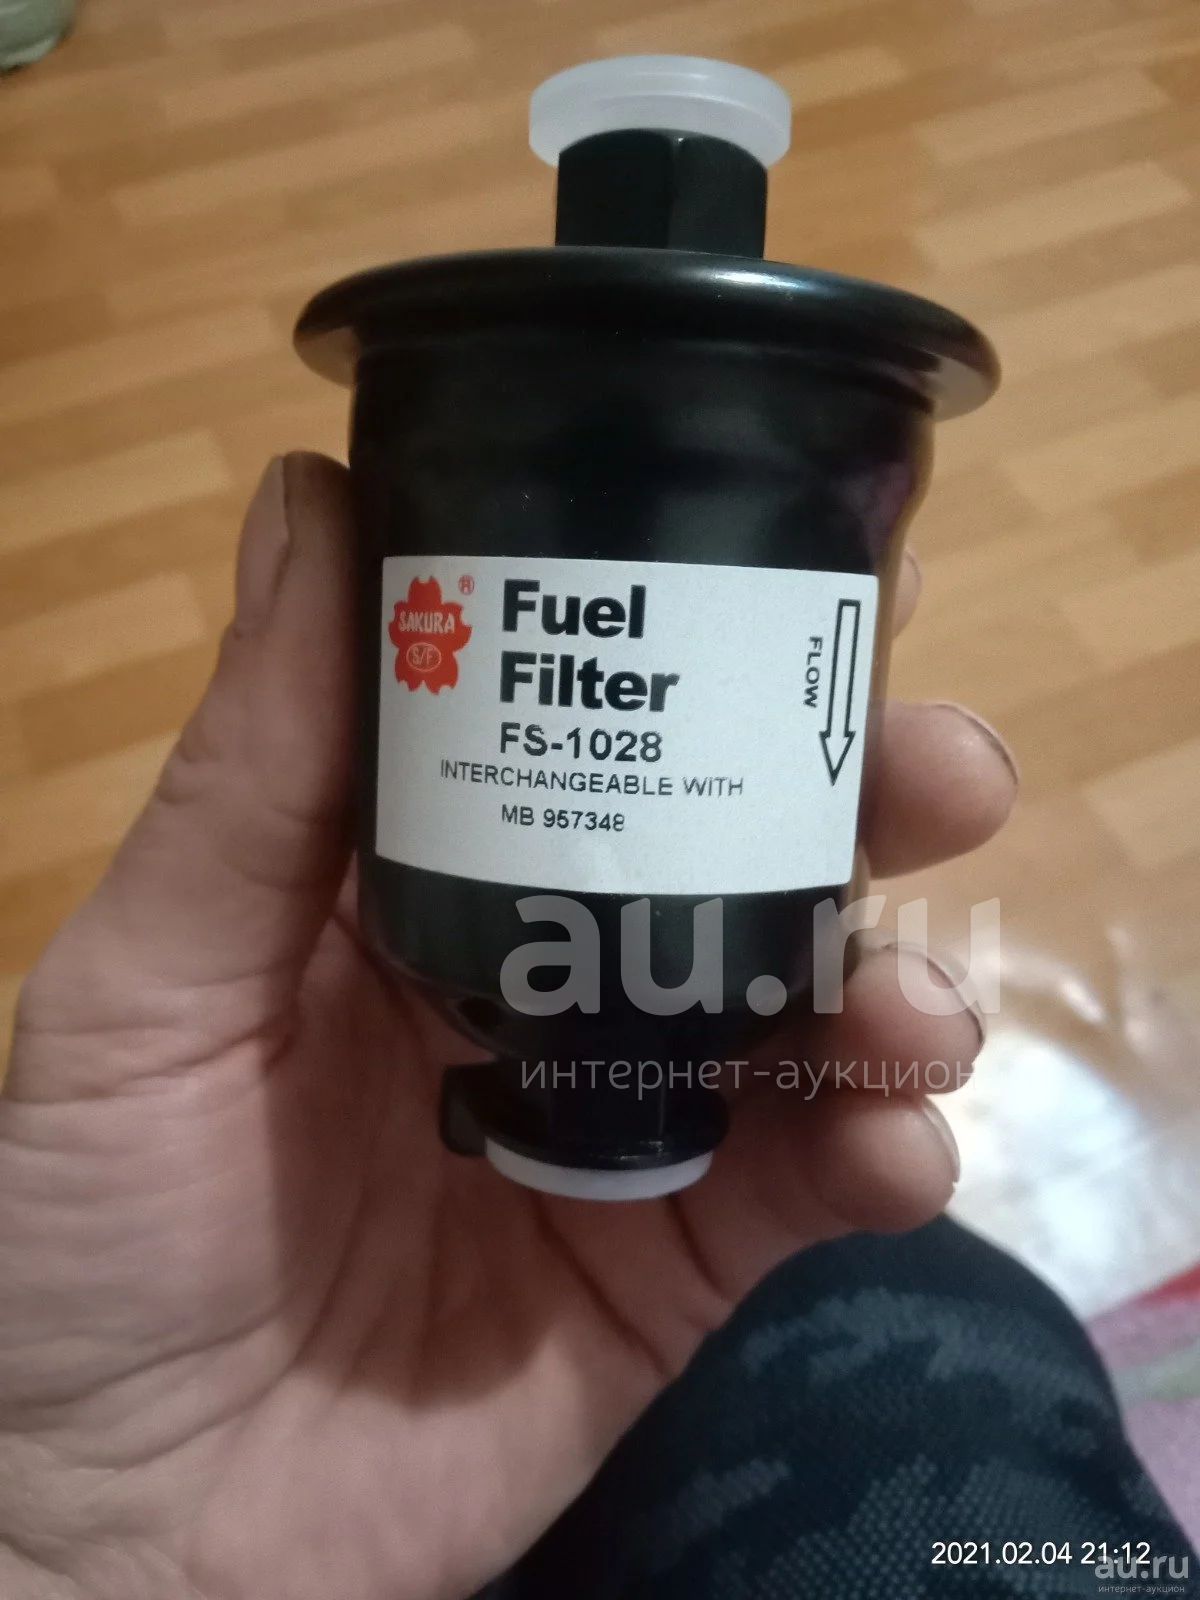 SAKURA
S/F
®
Fuel
Filter
FS-1028
INTERCHANGEABLE WITH
MB 957348
FLOW
au.ru
интернет-аукцион
2021.02.04 21:12
au.ru
интернет-аукцион